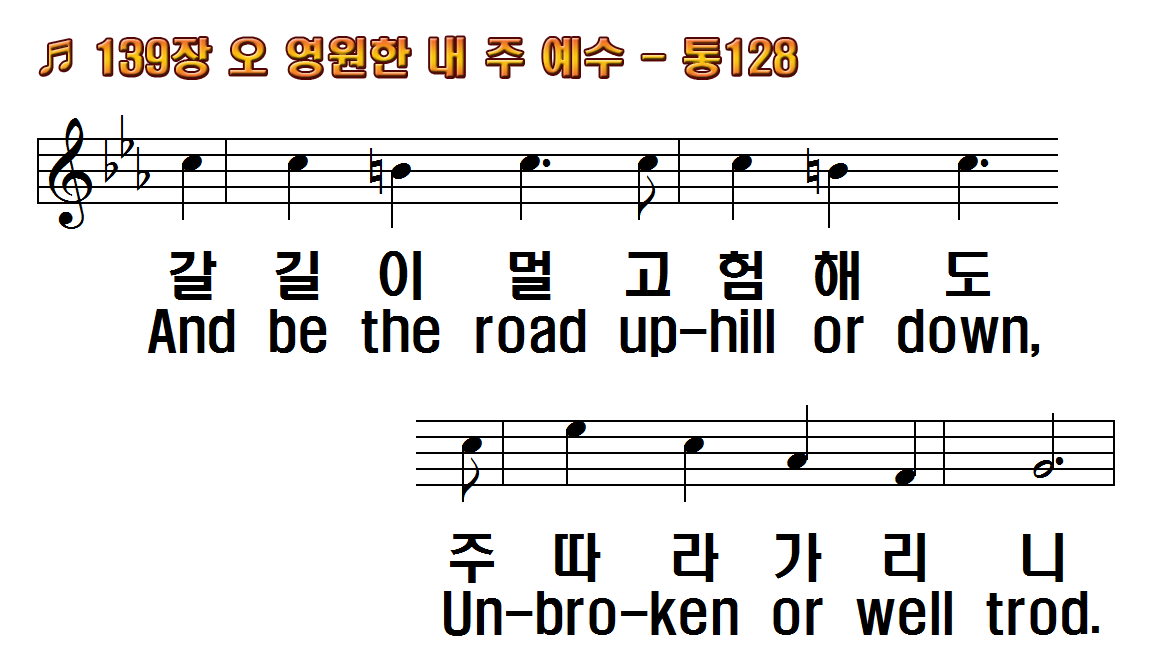 ♬ 139장 오 영원한 내 주 예수 - 통128
갈 길 이 멀 고 험 해 도
And be the road up-hill or down,
주 따 라 가 리 니
Un-bro-ken or well trod.